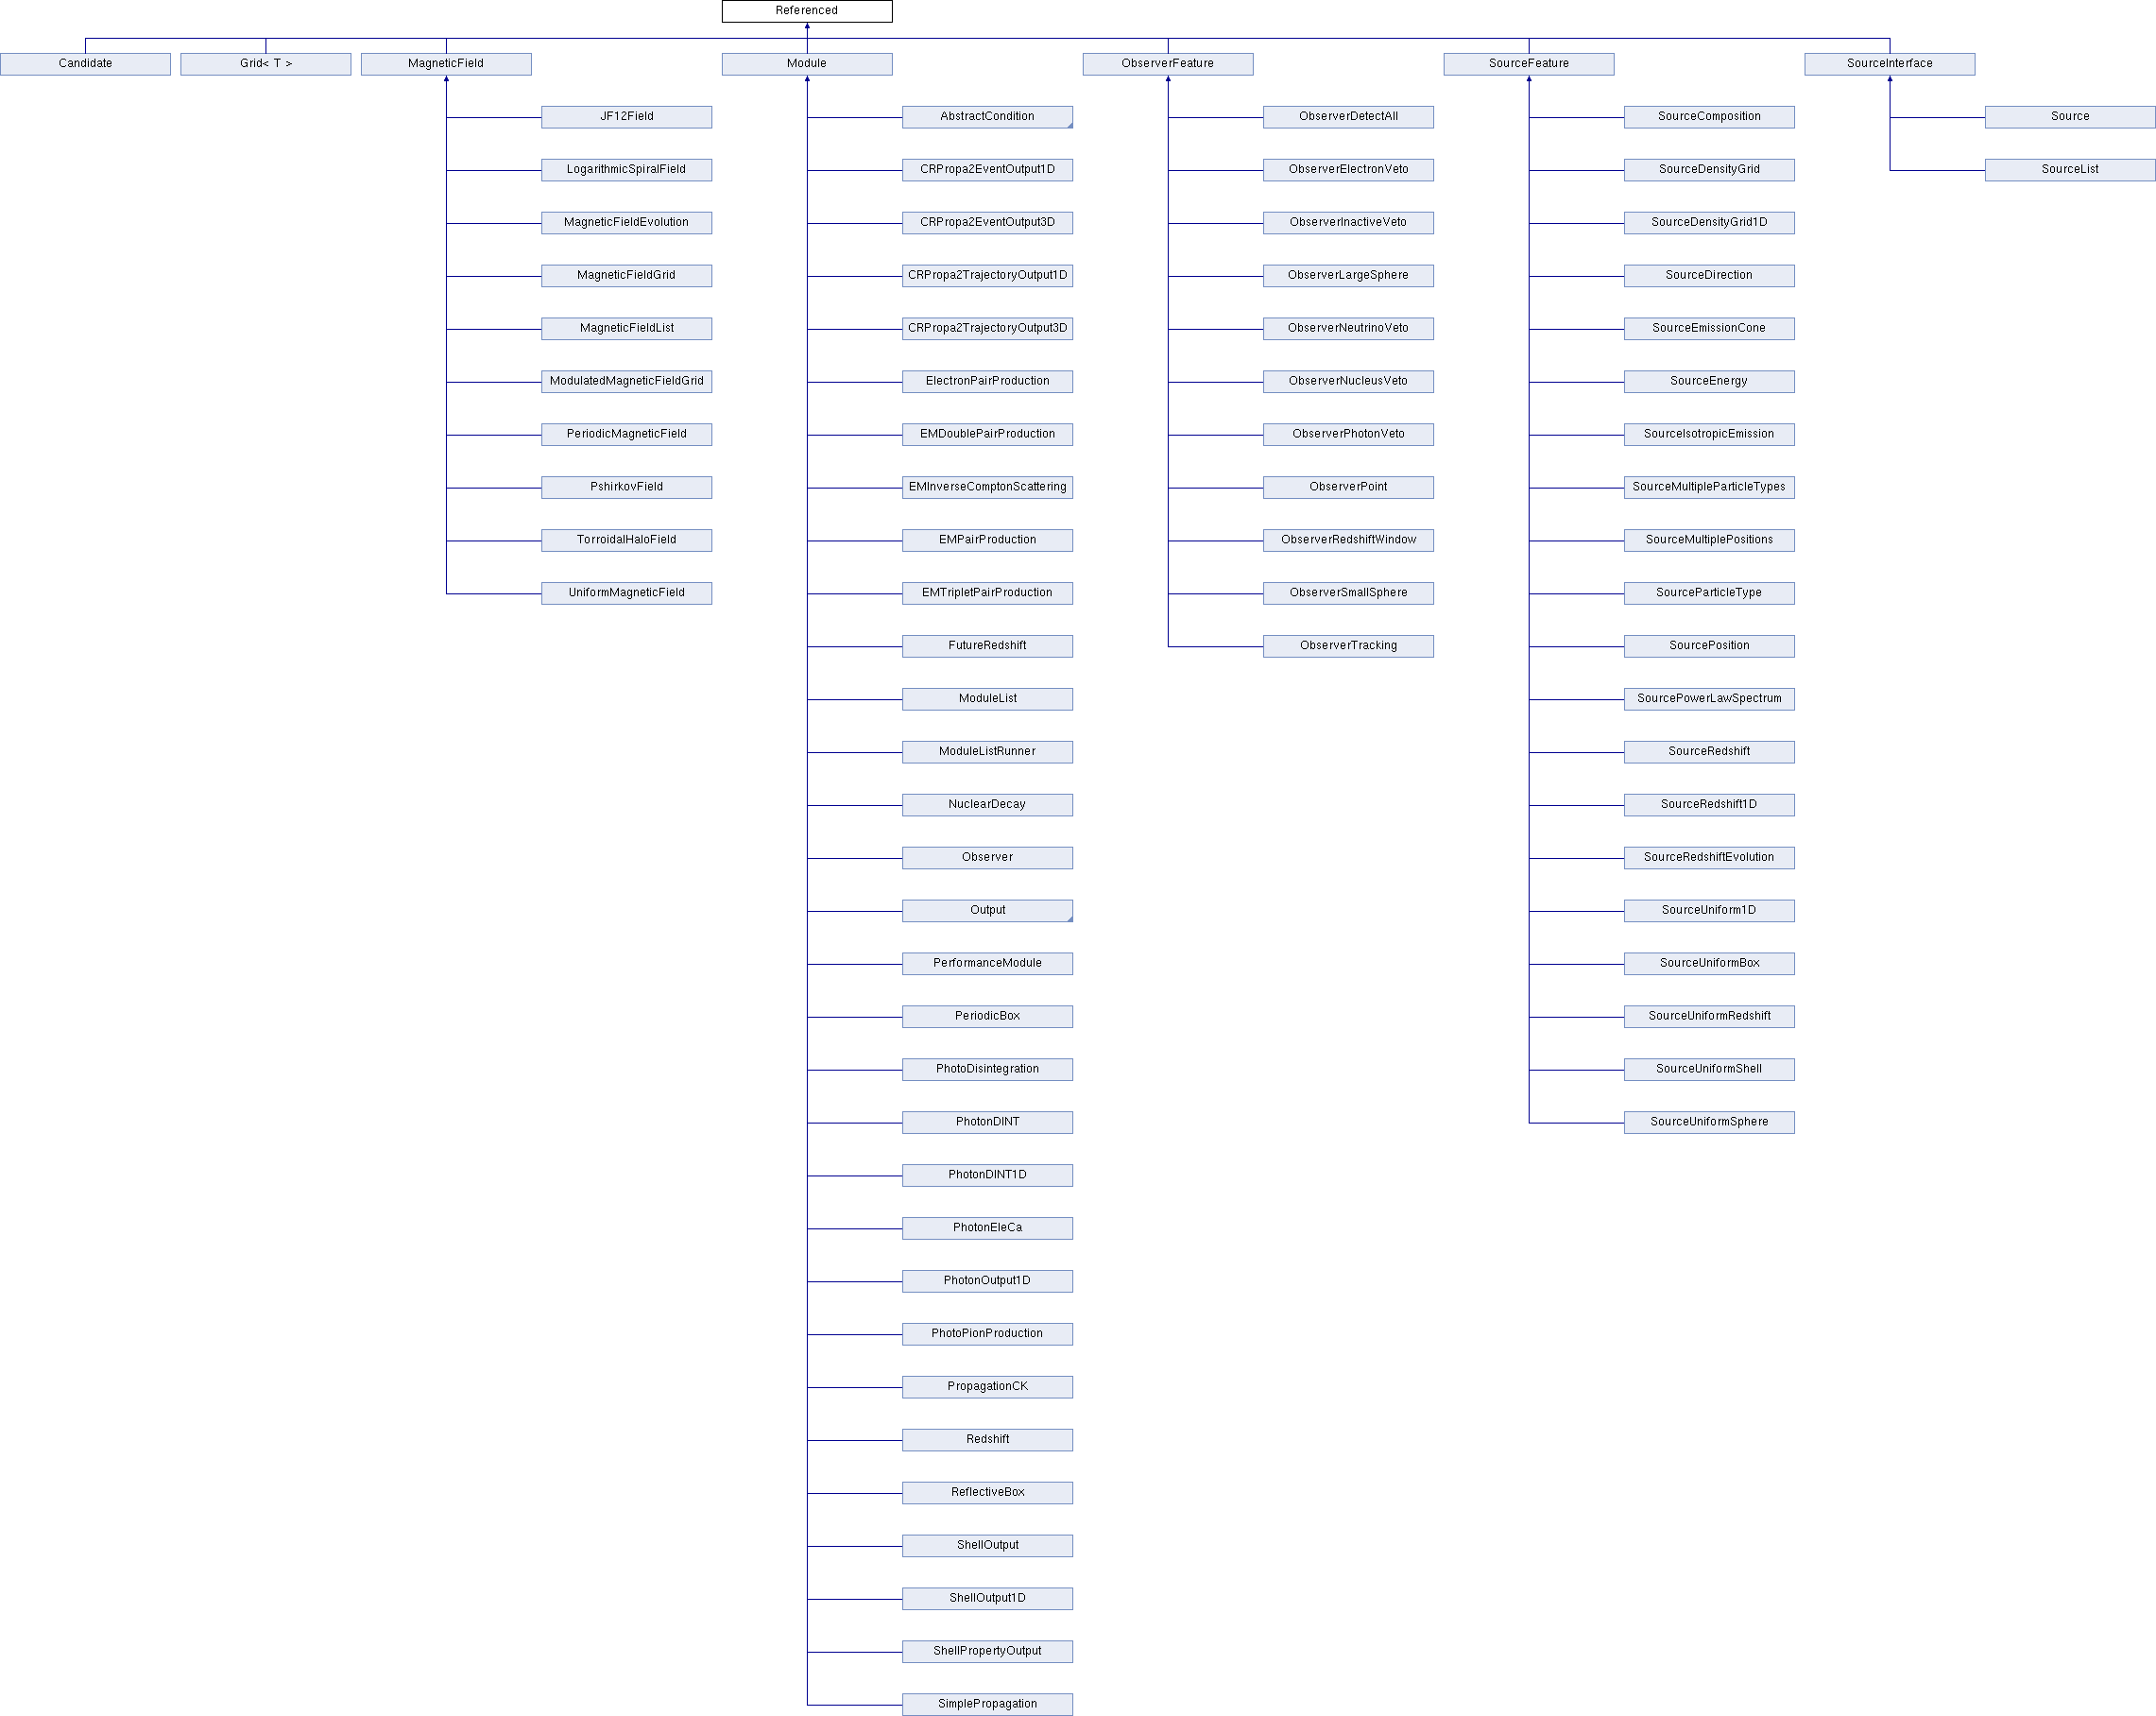 Referenced
Candidate
Grid< T >
MagneticField
Module
ObserverFeature
SourceFeature
SourceInterface
JF12Field
LogarithmicSpiralField
MagneticFieldEvolution
MagneticFieldGrid
MagneticFieldList
ModulatedMagneticFieldGrid
PeriodicMagneticField
PshirkovField
TorroidalHaloField
UniformMagneticField
AbstractCondition
CRPropa2EventOutput1D
CRPropa2EventOutput3D
CRPropa2TrajectoryOutput1D
CRPropa2TrajectoryOutput3D
ElectronPairProduction
EMDoublePairProduction
EMInverseComptonScattering
EMPairProduction
EMTripletPairProduction
FutureRedshift
ModuleList
ModuleListRunner
NuclearDecay
Observer
Output
PerformanceModule
PeriodicBox
PhotoDisintegration
PhotonDINT
PhotonDINT1D
PhotonEleCa
PhotonOutput1D
PhotoPionProduction
PropagationCK
Redshift
ReflectiveBox
ShellOutput
ShellOutput1D
ShellPropertyOutput
SimplePropagation
ObserverDetectAll
ObserverElectronVeto
ObserverInactiveVeto
ObserverLargeSphere
ObserverNeutrinoVeto
ObserverNucleusVeto
ObserverPhotonVeto
ObserverPoint
ObserverRedshiftWindow
ObserverSmallSphere
ObserverTracking
SourceComposition
SourceDensityGrid
SourceDensityGrid1D
SourceDirection
SourceEmissionCone
SourceEnergy
SourceIsotropicEmission
SourceMultipleParticleTypes
SourceMultiplePositions
SourceParticleType
SourcePosition
SourcePowerLawSpectrum
SourceRedshift
SourceRedshift1D
SourceRedshiftEvolution
SourceUniform1D
SourceUniformBox
SourceUniformRedshift
SourceUniformShell
SourceUniformSphere
Source
SourceList